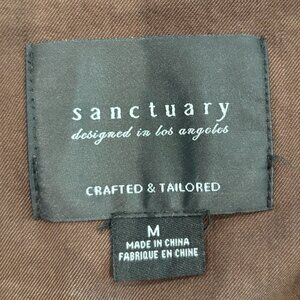 sanctuary
designed in los angeles
CRAFTED & TAILORED
M
MADE IN CHINA
FABRIQUE EN CHINE